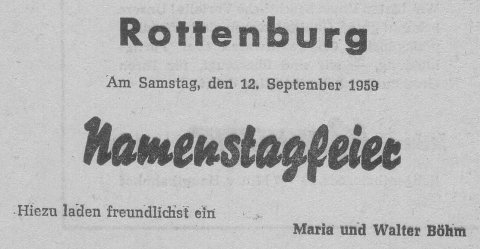 Rottenburg
Am Samstag, den 12. September 1959
Namenstagfeier
Hiezu laden freundlichst ein
Maria und Walter Böhm